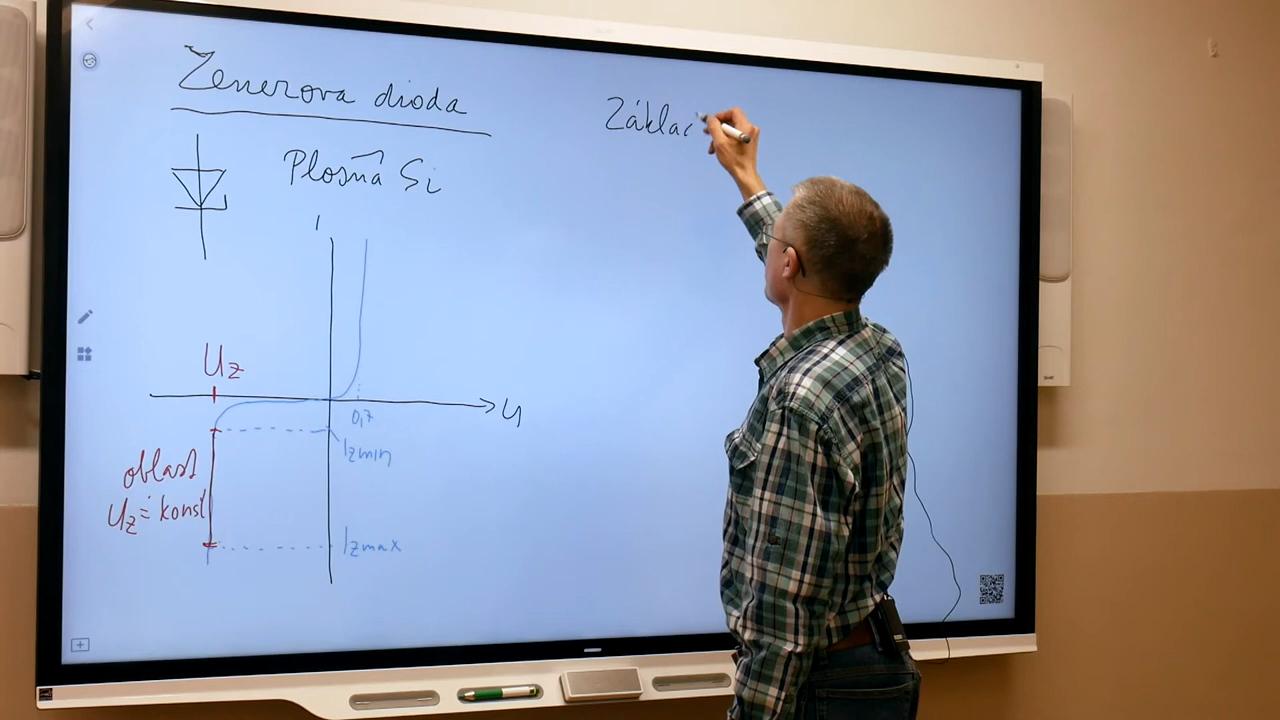 Zenerova dioda
Plošná Si
I
Uz
0,7
U
Izmin
oblast
Uz = konst
Izmax
Základ